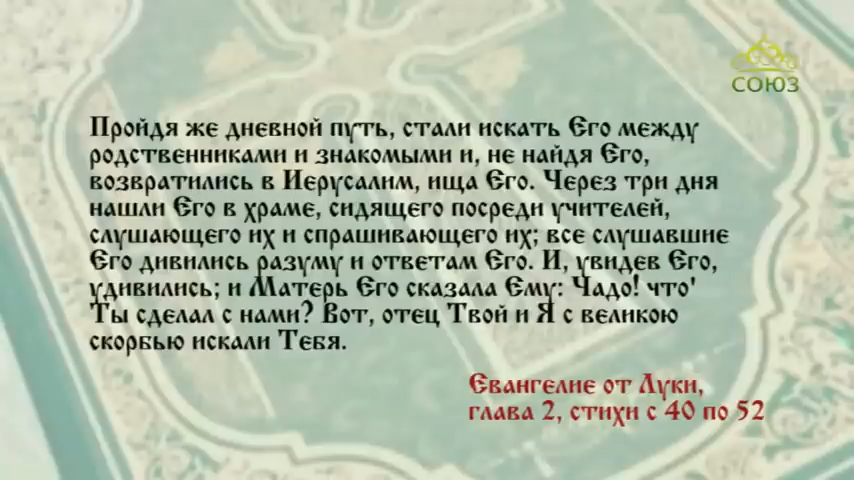 СОЮЗ
Пройдя же дневной путь, стали искать Его между
родственниками и знакомыми и, не найдя Его,
возвратились в Иерусалим, ища Его. Через три дня
нашли Его в храме, сидящего посреди учителей,
слушающего их и спрашивающего их; все слушавшие
Его дивились разуму и ответам Его. И, увидев Его,
удивились; и Матерь Его сказала Ему: Чадо! что'
Ты сделал с нами? Вот, отец Твой и Я с великою
скорбью искали Тебя.
Евангелие от Луки,
глава 2, стихи с 40 по 52